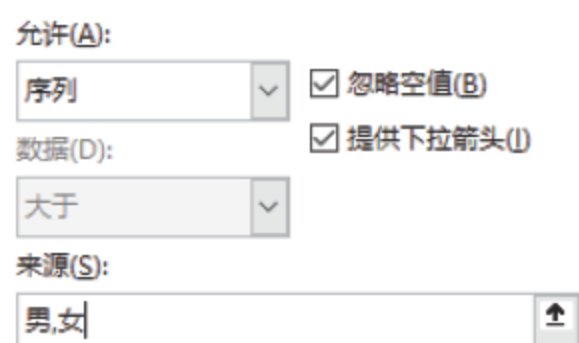 允许(A):
序列
忽略空值(B)
数据(D):
提供下拉箭头(I)
大于
来源(S):
男,女